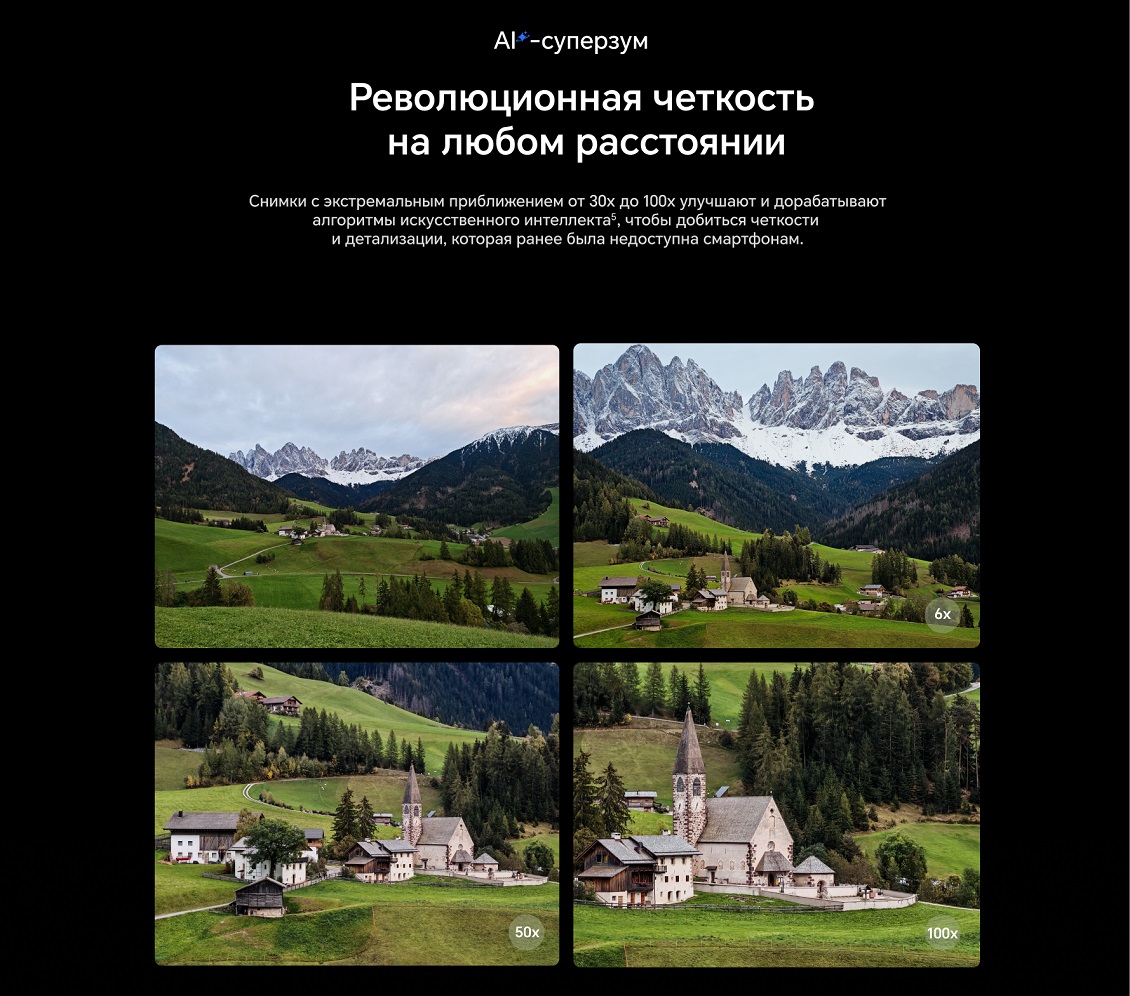 AI-суперзум
Революционная четкость
на любом расстоянии
Снимки с экстремальным приближением от 30x до 100x улучшают и дорабатывают
алгоритмы искусственного интеллекта⁵, чтобы добиться четкости
и детализации, которая ранее была недоступна смартфонам.
6x
50x
100x